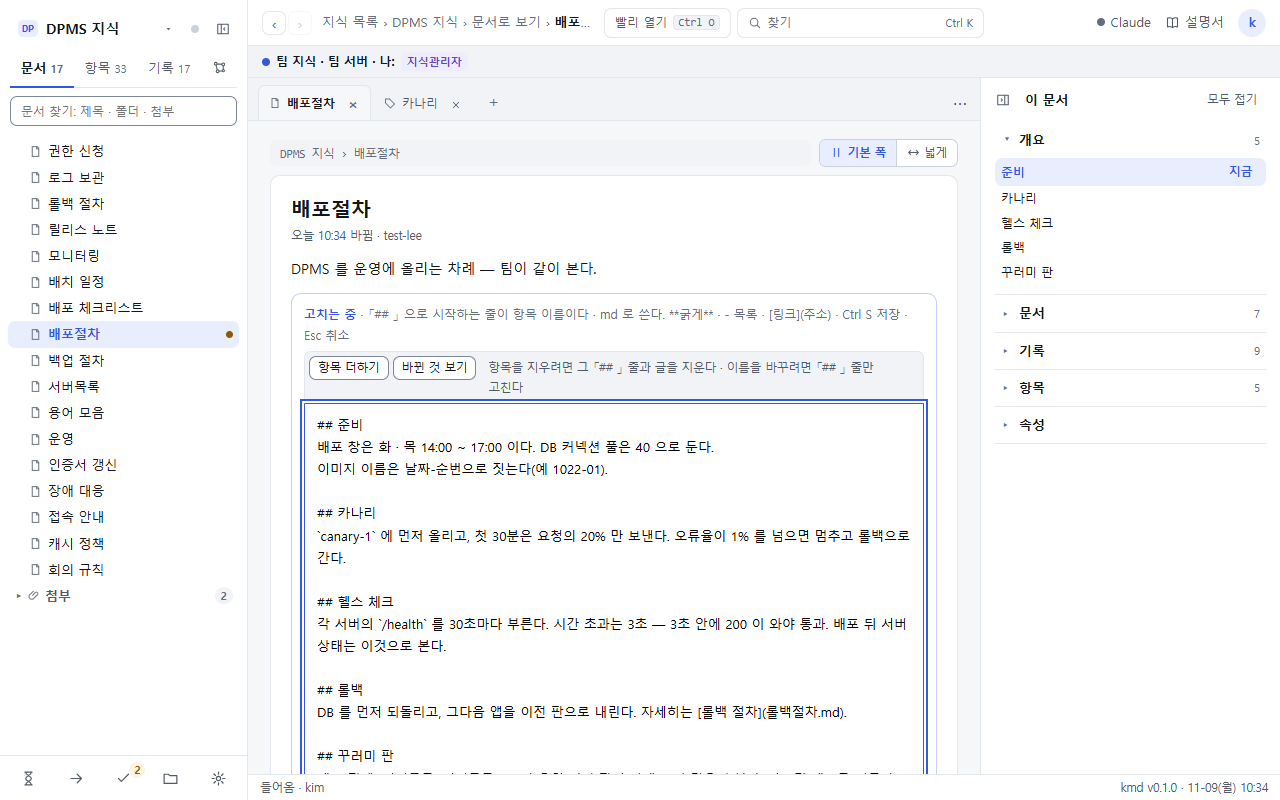 DP DPMS 지식
문서 17 항목 33 기록 17
문서 찾기: 제목 · 폴더 · 첨부
권한 신청
로그 보관
롤백 절차
릴리스 노트
모니터링
배치 일정
배포 체크리스트
배포절차
백업 절차
서버목록
용어 모음
운영
인증서 갱신
장애 대응
접속 안내
캐시 정책
회의 규칙
첨부 2
2
지식 목록 › DPMS 지식 › 문서로 보기 › 배포...
빨리 열기 Ctrl O
찾기 Ctrl K
Claude 설명서 k
팀 지식 · 팀 서버 · 나: 지식관리자
배포절차 × 카나리 × + ...
DPMS 지식 › 배포절차
기본 폭 넓게
배포절차
오늘 10:34 바뀜 · test-lee
DPMS 를 운영에 올리는 차례 — 팀이 같이 본다.
고치는 중 · 「## 」으로 시작하는 줄이 항목 이름이다 · md 로 쓴다. **굵게** · - 목록 · [링크](주소) · Ctrl S 저장 ·
Esc 취소
항목 더하기 바뀐 것 보기 항목을 지우려면 그 「## 」줄과 글을 지운다 · 이름을 바꾸려면 「## 」줄만
고친다
## 준비
배포 창은 화 · 목 14:00 ~ 17:00 이다. DB 커넥션 풀은 40 으로 둔다.
이미지 이름은 날짜-순번으로 짓는다(예 1022-01).
## 카나리
`canary-1` 에 먼저 올리고, 첫 30분은 요청의 20% 만 보낸다. 오류율이 1% 를 넘으면 멈추고 롤백으로
간다.
## 헬스 체크
각 서버의 `/health` 를 30초마다 부른다. 시간 초과는 3초 — 3초 안에 200 이 와야 통과. 배포 뒤 서버
상태는 이것으로 본다.
## 롤백
DB 를 먼저 되돌리고, 그다음 앱을 이전 판으로 내린다. 자세히는 [롤백 절차](롤백절차.md).
## 꾸러미 판
이 문서 모두 접기
개요 5
준비 지금
카나리
헬스 체크
롤백
꾸러미 판
문서 7
기록 9
항목 5
속성
들어옴 · kim
kmd v0.1.0 · 11-09(월) 10:34